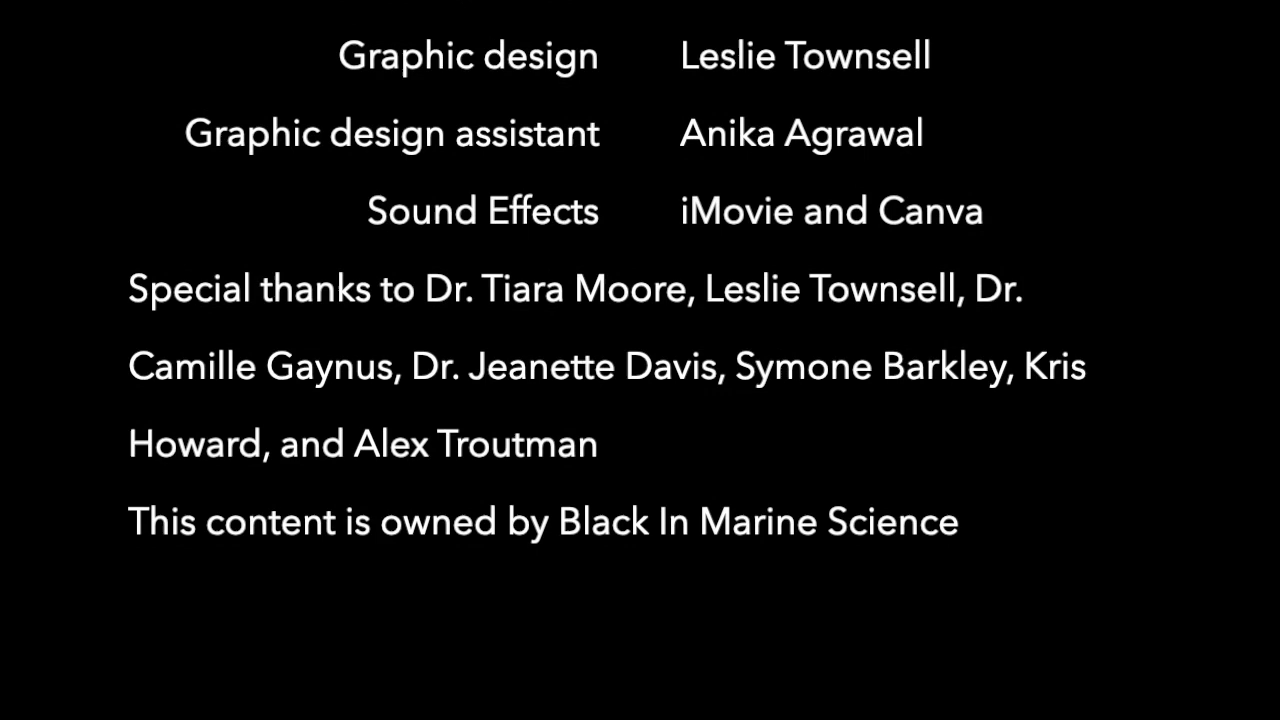 Graphic design Leslie Townsell
Graphic design assistant Anika Agrawal
Sound Effects iMovie and Canva
Special thanks to Dr. Tiara Moore, Leslie Townsell, Dr.
Camille Gaynus, Dr. Jeanette Davis, Symone Barkley, Kris
Howard, and Alex Troutman
This content is owned by Black In Marine Science